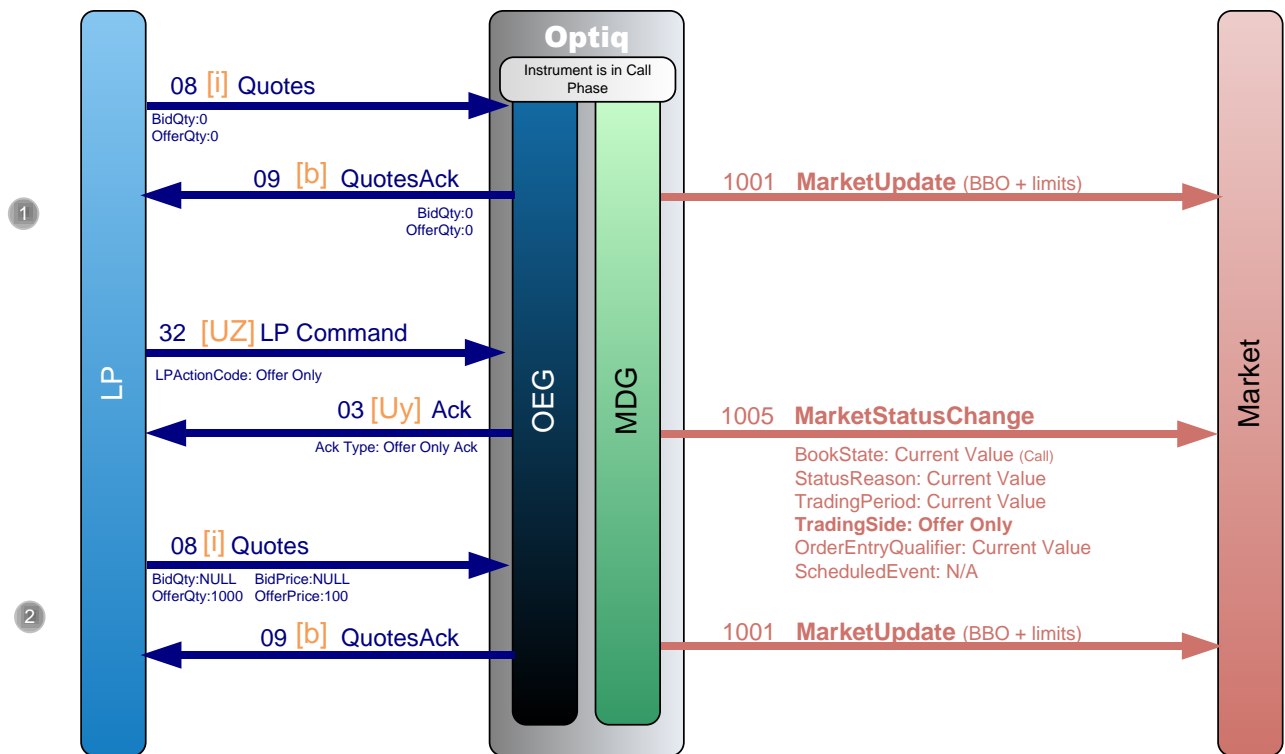 Optiq
Instrument is in Call
Phase
08 [i] Quotes
BidQty:0
OfferQty:0
09 [b] QuotesAck
1001 MarketUpdate (BBO + limits)
1
BidQty:0
OfferQty:0
32 [UZ] LP Command
LPActionCode: Offer Only
LP
OEG
MDG
Market
03 [Uy] Ack
1005 MarketStatusChange
Ack Type: Offer Only Ack
BookState: Current Value (Call)
StatusReason: Current Value
TradingPeriod: Current Value
TradingSide: Offer Only
OrderEntryQualifier: Current Value
ScheduledEvent: N/A
08 [i] Quotes
BidQty:NULL BidPrice:NULL
OfferQty:1000 OfferPrice:100
2
09 [b] QuotesAck
1001 MarketUpdate (BBO + limits)